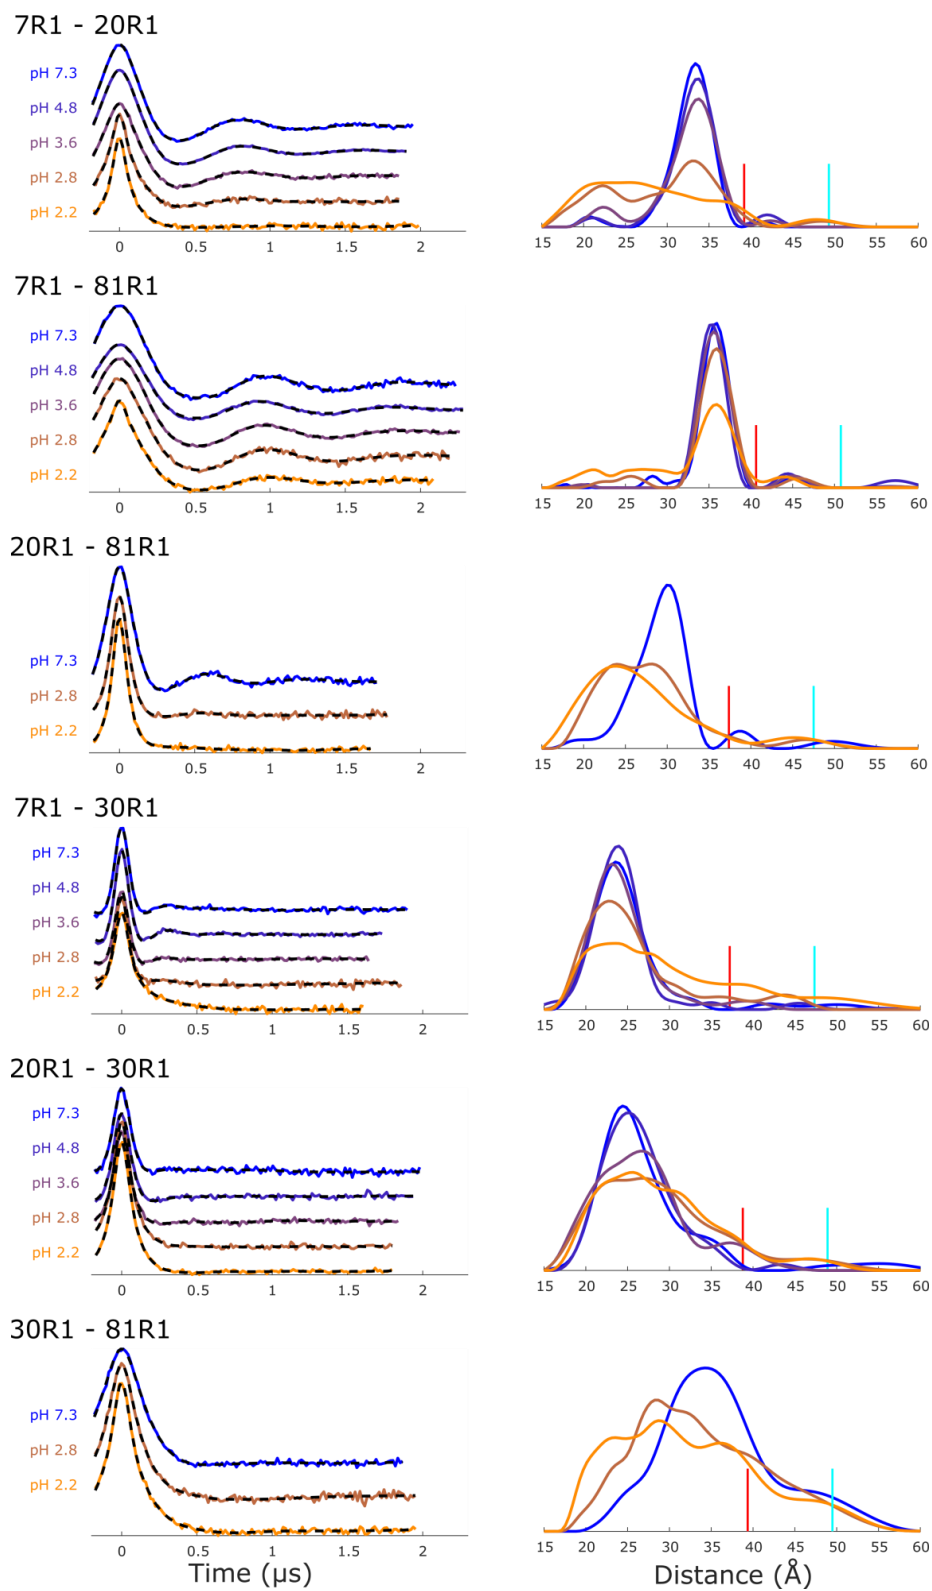 7R1 - 20R1
pH 7.3
pH 4.8
pH 3.6
pH 2.8
pH 2.2
0 0.5 1 1.5 2
15 20 25 30 35 40 45 50 55 60
7R1 - 81R1
pH 7.3
pH 4.8
pH 3.6
pH 2.8
pH 2.2
0 0.5 1 1.5 2
15 20 25 30 35 40 45 50 55 60
20R1 - 81R1
pH 7.3
pH 2.8
pH 2.2
0 0.5 1 1.5 2
15 20 25 30 35 40 45 50 55 60
7R1 - 30R1
pH 7.3
pH 4.8
pH 3.6
pH 2.8
pH 2.2
0 0.5 1 1.5 2
15 20 25 30 35 40 45 50 55 60
20R1 - 30R1
pH 7.3
pH 4.8
pH 3.6
pH 2.8
pH 2.2
0 0.5 1 1.5 2
15 20 25 30 35 40 45 50 55 60
30R1 - 81R1
pH 7.3
pH 2.8
pH 2.2
0 0.5 1 1.5 2
15 20 25 30 35 40 45 50 55 60
Time (μs)
Distance (Å)